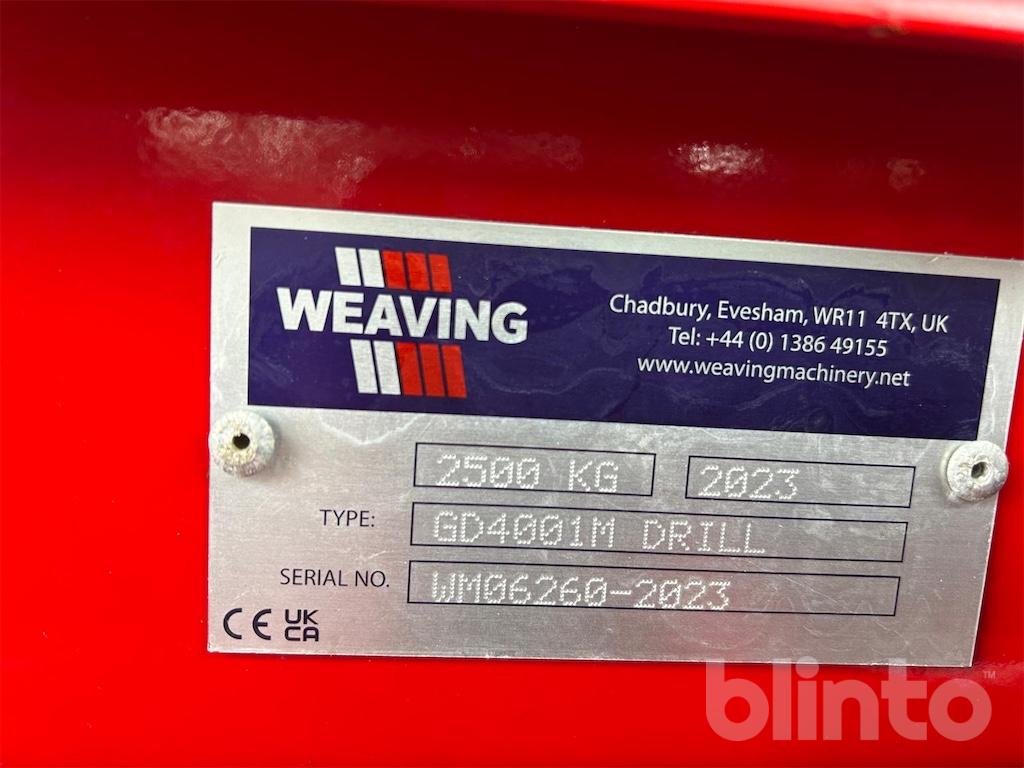 WEAVING
Chadbury, Evesham, WR11 4TX, UK
Tel: +44 (0) 1386 49155
www.weavingmachinery.net
2500 KG 2023
TYPE: GD4001M DRILL
SERIAL NO. WM06260-2023
CE UK
CA
blinto™